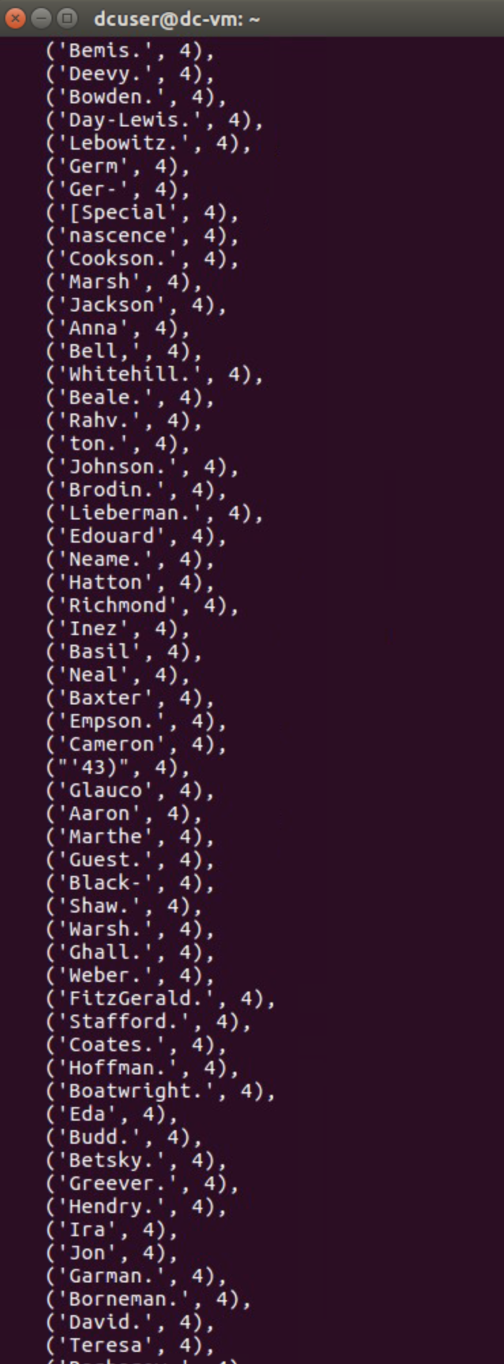 dcuser@dc-vm: ~
('Bemis.', 4),
('Deevy.', 4),
('Bowden.', 4),
('Day-Lewis.', 4),
('Lebowitz.', 4),
('Germ', 4),
('Ger-', 4),
('[Special', 4),
('nascence', 4),
('Cookson.', 4),
('Marsh', 4),
('Jackson', 4),
('Anna', 4),
('Bell,', 4),
('Whitehill.', 4),
('Beale.', 4),
('Rahv.', 4),
('ton.', 4),
('Johnson.', 4),
('Brodin.', 4),
('Lieberman.', 4),
('Edouard', 4),
('Neame.', 4),
('Hatton', 4),
('Richmond', 4),
('Inez', 4),
('Basil', 4),
('Neal', 4),
('Baxter', 4),
('Empson.', 4),
('Cameron', 4),
("'43)", 4),
('Glauco', 4),
('Aaron', 4),
('Marthe', 4),
('Guest.', 4),
('Black-', 4),
('Shaw.', 4),
('Warsh.', 4),
('Ghall.', 4),
('Weber.', 4),
('FitzGerald.', 4),
('Stafford.', 4),
('Coates.', 4),
('Hoffman.', 4),
('Boatwright.', 4),
('Eda', 4),
('Budd.', 4),
('Betsky.', 4),
('Greever.', 4),
('Hendry.', 4),
('Ira', 4),
('Jon', 4),
('Garman.', 4),
('Borneman.', 4),
('David.', 4),
('Teresa', 4),